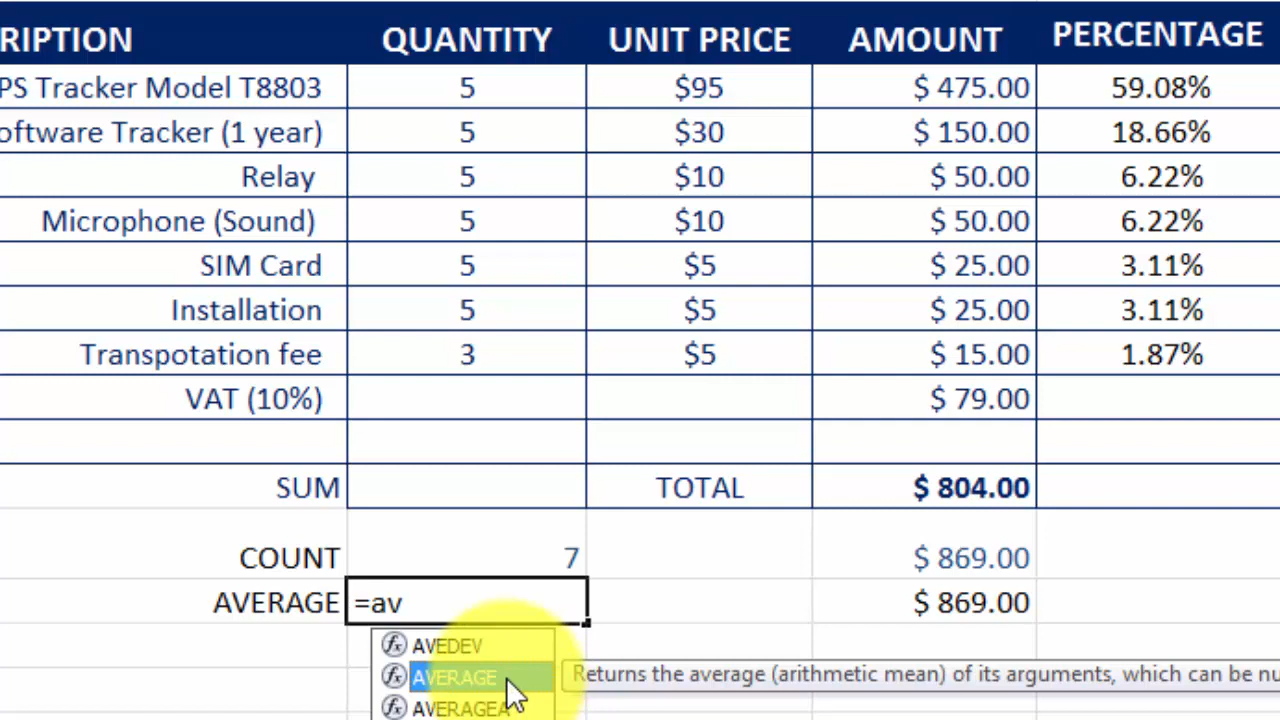 RIPTION QUANTITY UNIT PRICE AMOUNT PERCENTAGE
PS Tracker Model T8803 5 $95 $ 475.00 59.08%
oftware Tracker (1 year) 5 $30 $ 150.00 18.66%
Relay 5 $10 $ 50.00 6.22%
Microphone (Sound) 5 $10 $ 50.00 6.22%
SIM Card 5 $5 $ 25.00 3.11%
Installation 5 $5 $ 25.00 3.11%
Transpotation fee 3 $5 $ 15.00 1.87%
VAT (10%) $ 79.00
SUM TOTAL $ 804.00
COUNT 7 $ 869.00
AVERAGE =av $ 869.00
fx AVEDEV
fx AVERAGE Returns the average (arithmetic mean) of its arguments, which can be nu
fx AVERAGEA